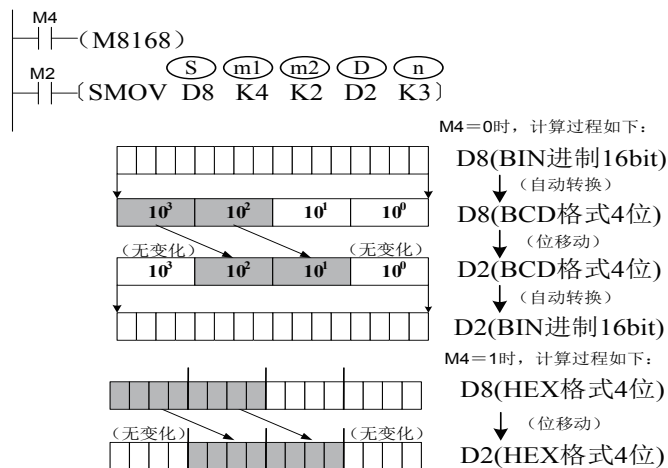 M4
(M8168)
S m1 m2 D n
M2
SMOV D8 K4 K2 D2 K3
M4＝0时，计算过程如下：
D8(BIN进制16bit)
（自动转换）
10³ 10² 10¹ 10⁰
D8(BCD格式4位)
（位移动）
（无变化） （无变化）
10³ 10² 10¹ 10⁰
D2(BCD格式4位)
（自动转换）
D2(BIN进制16bit)
M4＝1时，计算过程如下：
D8(HEX格式4位)
（位移动）
（无变化） （无变化）
D2(HEX格式4位)